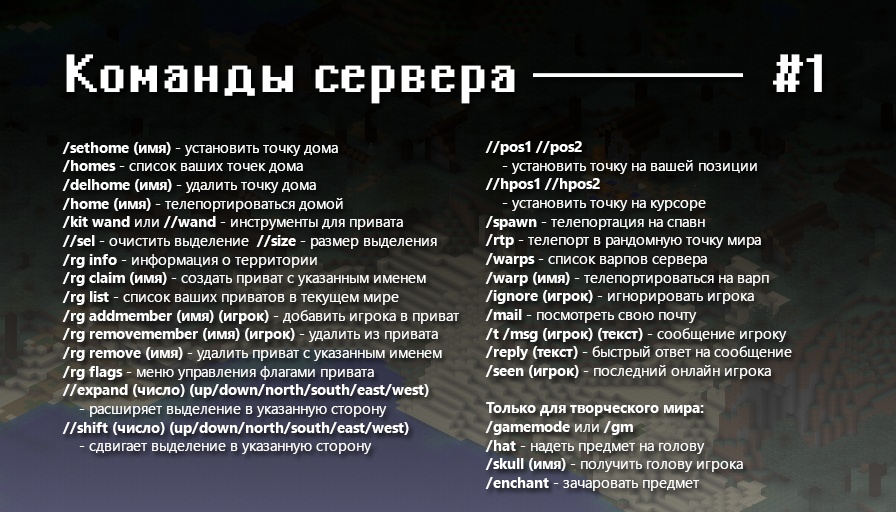 Команды сервера #1
/sethome (имя) - установить точку дома
/homes - список ваших точек дома
/delhome (имя) - удалить точку дома
/home (имя) - телепортироваться домой
/kit wand или //wand - инструменты для привата
//sel - очистить выделение //size - размер выделения
/rg info - информация о территории
/rg claim (имя) - создать приват с указанным именем
/rg list - список ваших приватов в текущем мире
/rg addmember (имя) (игрок) - добавить игрока в приват
/rg removemember (имя) (игрок) - удалить из привата
/rg remove (имя) - удалить приват с указанным именем
/rg flags - меню управления флагами привата
//expand (число) (up/down/north/south/east/west)
- расширяет выделение в указанную сторону
//shift (число) (up/down/north/south/east/west)
- сдвигает выделение в указанную сторону
//pos1 //pos2
- установить точку на вашей позиции
//hpos1 //hpos2
- установить точку на курсоре
/spawn - телепортация на спавн
/rtp - телепорт в рандомную точку мира
/warps - список варпов сервера
/warp (имя) - телепортироваться на варп
/ignore (игрок) - игнорировать игрока
/mail - посмотреть свою почту
/t /msg (игрок) (текст) - сообщение игроку
/reply (текст) - быстрый ответ на сообщение
/seen (игрок) - последний онлайн игрока
Только для творческого мира:
/gamemode или /gm
/hat - надеть предмет на голову
/skull (имя) - получить голову игрока
/enchant - зачаровать предмет